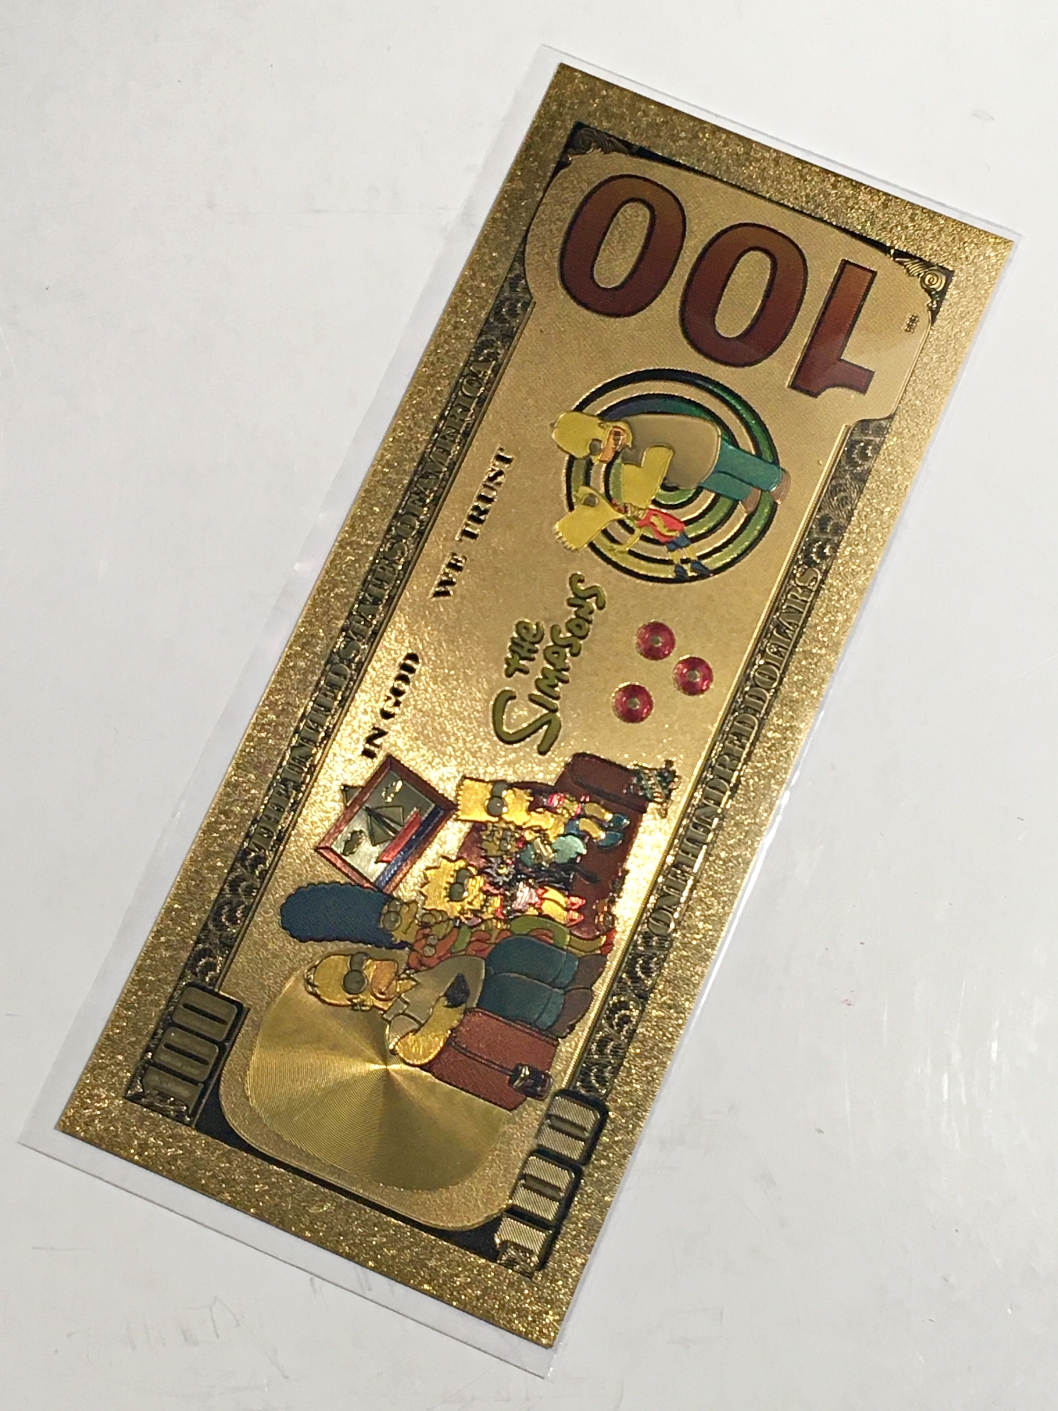 THE UNITED STATES OF AMERICA
IN GOD WE TRUST
THE
SIMPSONS
ONE HUNDRED DOLLARS
100
100
100